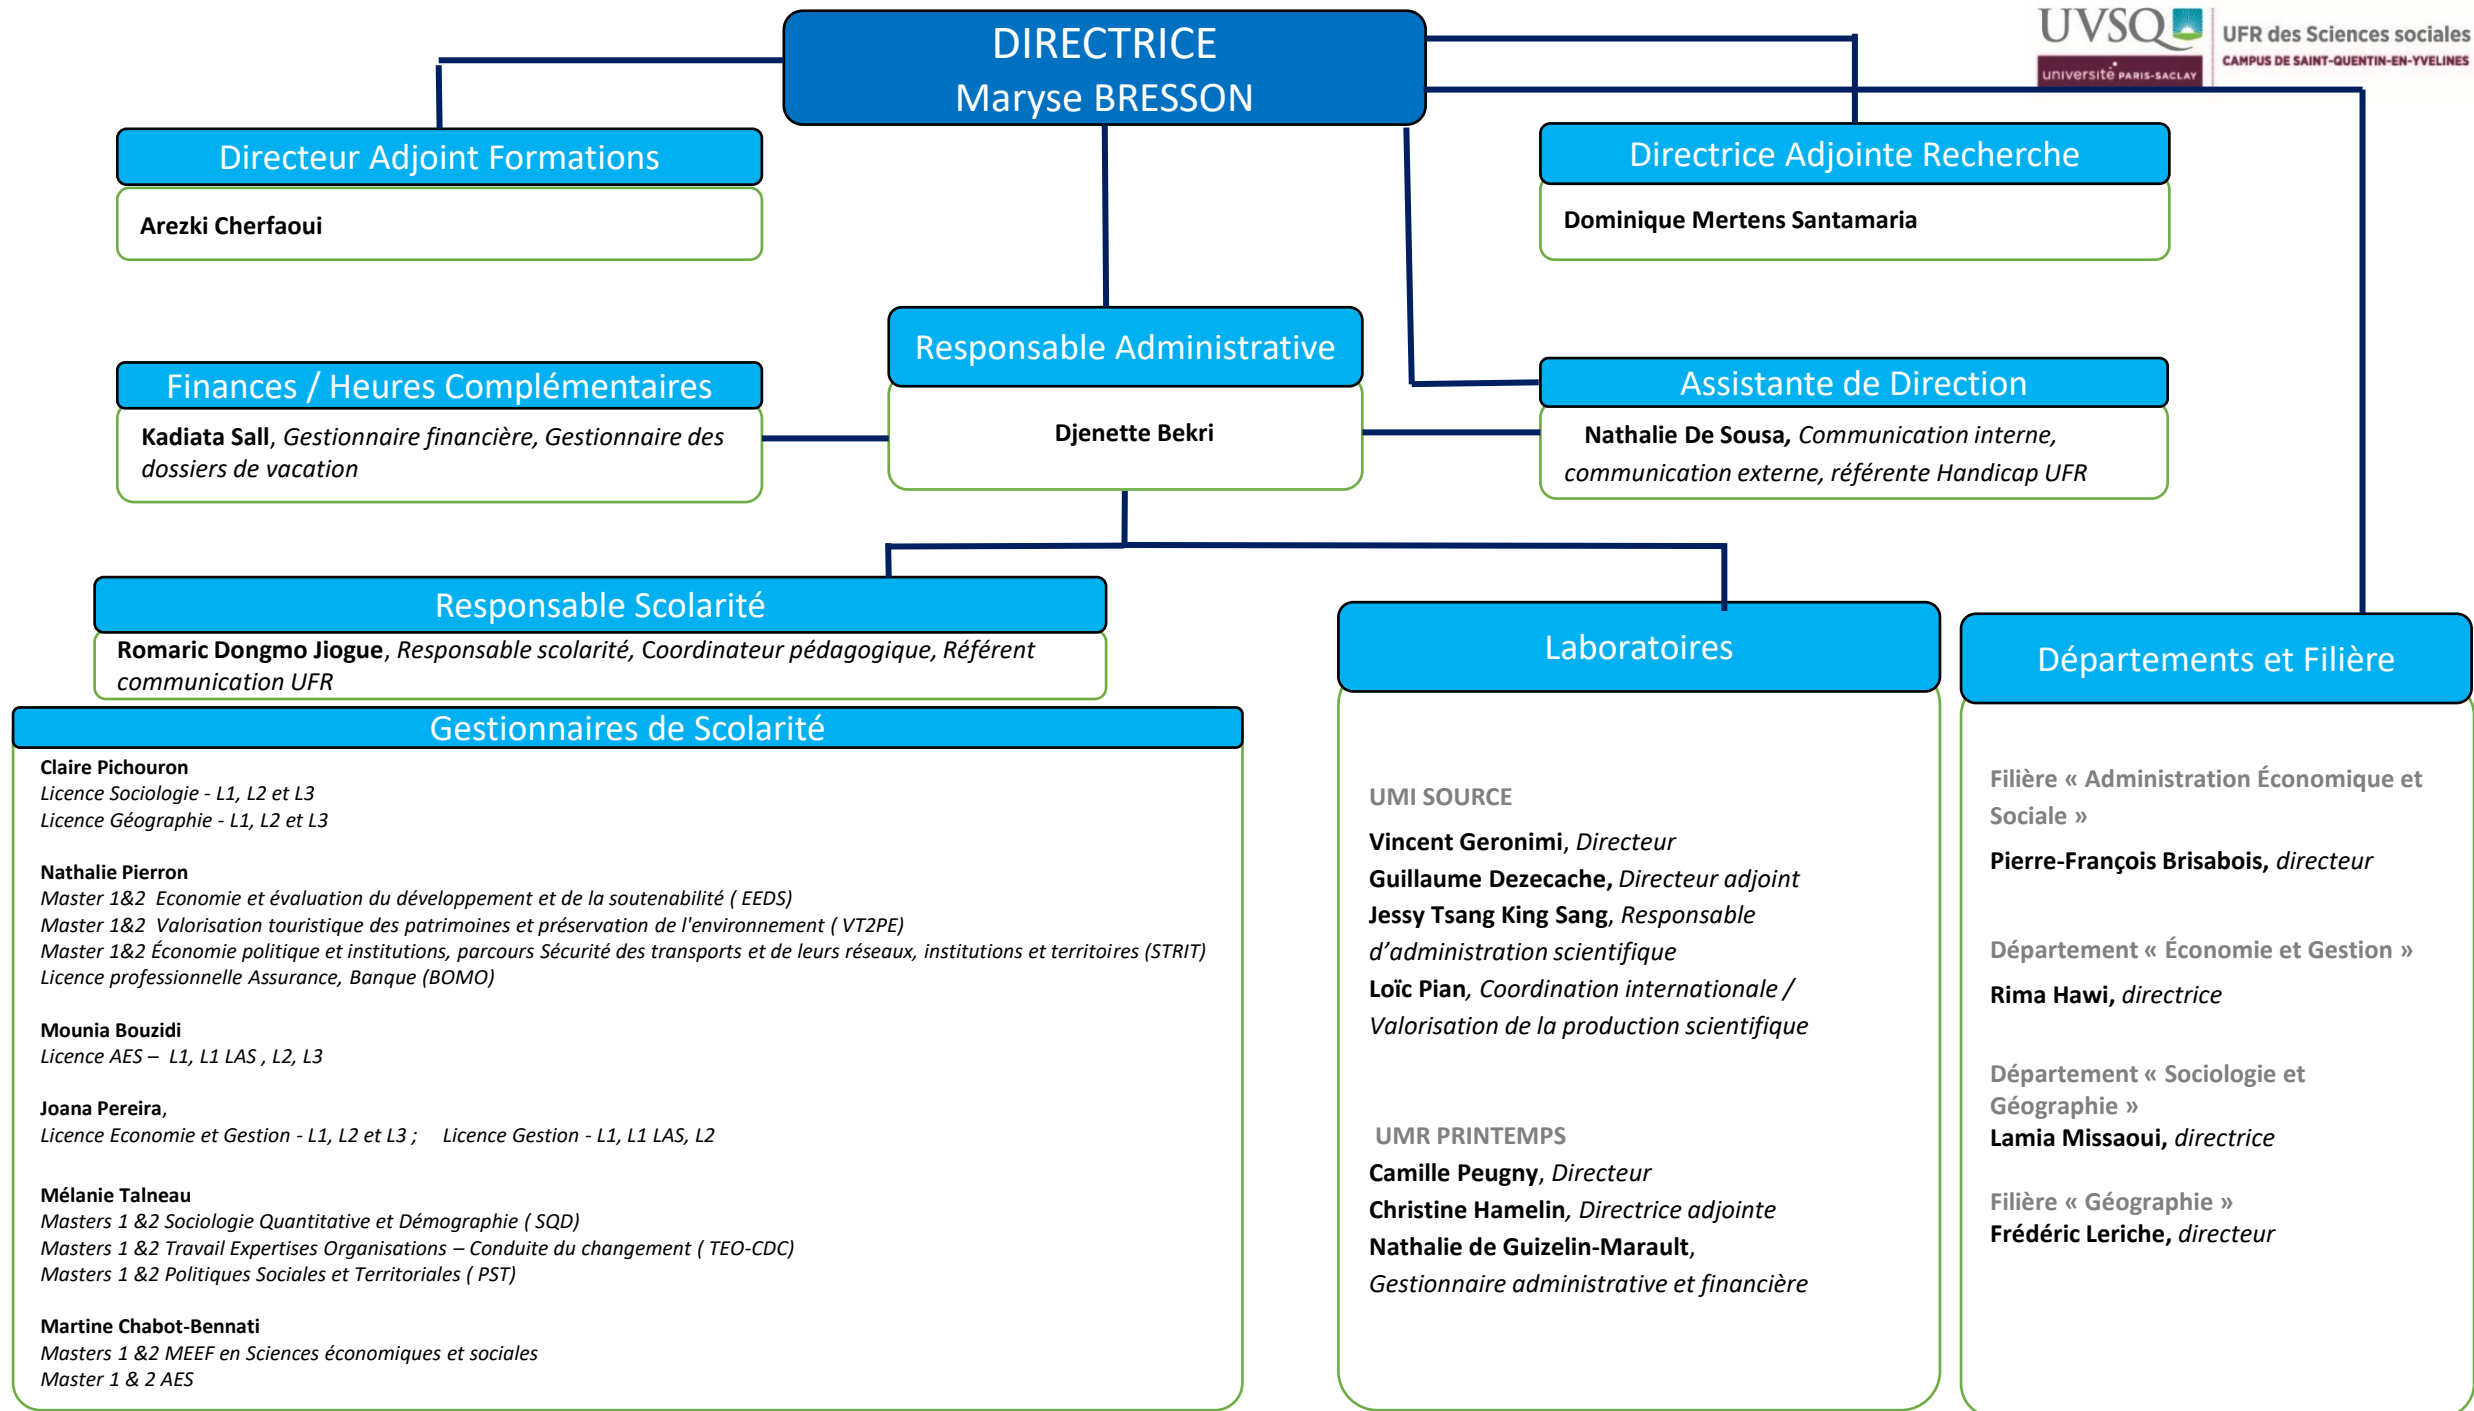 DIRECTRICE
Maryse BRESSON
UVSQ
université PARIS-SACLAY
UFR des Sciences sociales
CAMPUS DE SAINT-QUENTIN-EN-YVELINES
Directeur Adjoint Formations
Arezki Cherfaoui
Directrice Adjointe Recherche
Dominique Mertens Santamaria
Responsable Administrative
Djenette Bekri
Finances / Heures Complémentaires
Kadiata Sall, Gestionnaire financière, Gestionnaire des
dossiers de vacation
Assistante de Direction
Nathalie De Sousa, Communication interne,
communication externe, référente Handicap UFR
Responsable Scolarité
Romaric Dongmo Jiogue, Responsable scolarité, Coordinateur pédagogique, Référent
communication UFR
Gestionnaires de Scolarité
Claire Pichouron
Licence Sociologie - L1, L2 et L3
Licence Géographie - L1, L2 et L3
Nathalie Pierron
Master 1&2  Economie et évaluation du développement et de la soutenabilité ( EEDS)
Master 1&2  Valorisation touristique des patrimoines et préservation de l'environnement ( VT2PE)
Master 1&2 Économie politique et institutions, parcours Sécurité des transports et de leurs réseaux, institutions et territoires (STRIT)
Licence professionnelle Assurance, Banque (BOMO)
Mounia Bouzidi
Licence AES –  L1, L1 LAS , L2, L3
Joana Pereira,
Licence Economie et Gestion - L1, L2 et L3 ;    Licence Gestion - L1, L1 LAS, L2
Mélanie Talneau
Masters 1 &2 Sociologie Quantitative et Démographie ( SQD)
Masters 1 &2 Travail Expertises Organisations – Conduite du changement ( TEO-CDC)
Masters 1 &2 Politiques Sociales et Territoriales ( PST)
Martine Chabot-Bennati
Masters 1 &2 MEEF en Sciences économiques et sociales
Master 1 & 2 AES
Laboratoires
UMI SOURCE
Vincent Geronimi, Directeur
Guillaume Dezecache, Directeur adjoint
Jessy Tsang King Sang, Responsable
d’administration scientifique
Loïc Pian, Coordination internationale /
Valorisation de la production scientifique
UMR PRINTEMPS
Camille Peugny, Directeur
Christine Hamelin, Directrice adjointe
Nathalie de Guizelin-Marault,
Gestionnaire administrative et financière
Départements et Filière
Filière « Administration Économique et
Sociale »
Pierre-François Brisabois, directeur
Département « Économie et Gestion »
Rima Hawi, directrice
Département « Sociologie et
Géographie »
Lamia Missaoui, directrice
Filière « Géographie »
Frédéric Leriche, directeur